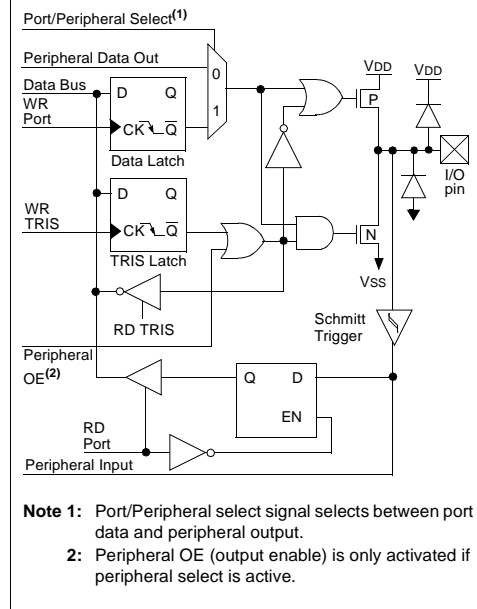 Port/Peripheral Select(1)
Peripheral Data Out
0
1
VDD
VDD
P
Data Bus
WR
Port
D Q
CK Q
Data Latch
I/O
pin
D Q
WR
TRIS
CK Q
TRIS Latch
N
VSS
RD TRIS
Schmitt
Trigger
Peripheral
OE(2)
Q D
EN
RD
Port
Peripheral Input
Note 1: Port/Peripheral select signal selects between port
data and peripheral output.
2: Peripheral OE (output enable) is only activated if
peripheral select is active.